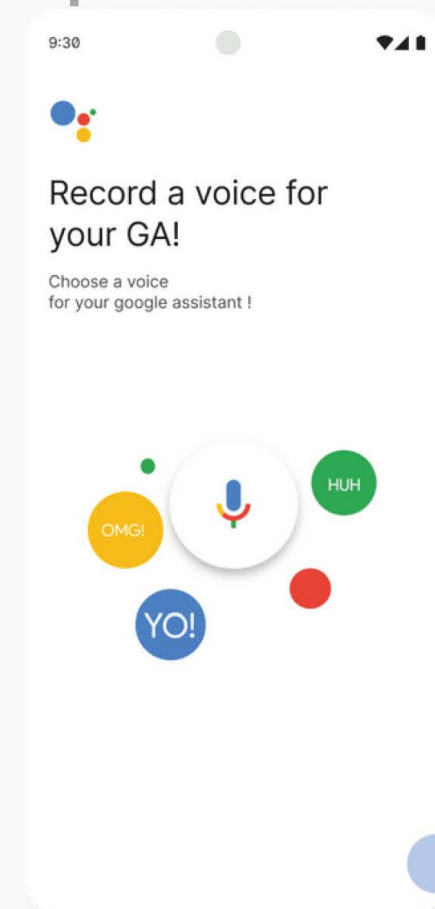 9:30
Record a voice for
your GA!
Choose a voice
for your google assistant !
HUH
OMG!
YO!